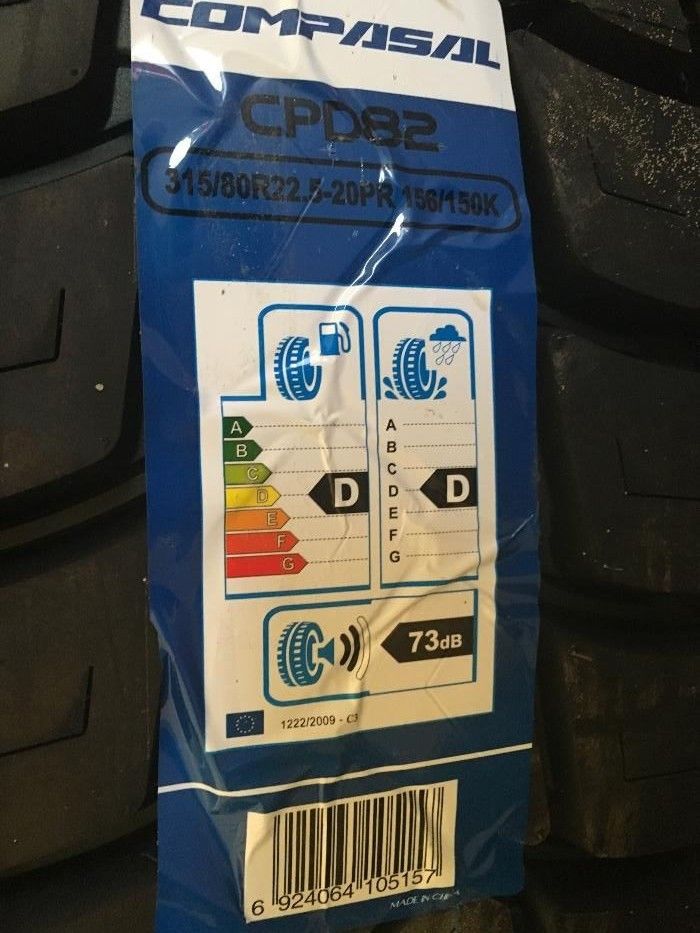 COMPASAL
CPD82
315/80R22.5-20PR 156/150K
A
B
C
D
E
F
G
D
A
B
C
D
E
F
G
D
73dB
1222/2009 - C3
6 924064 105157
MADE IN CHINA